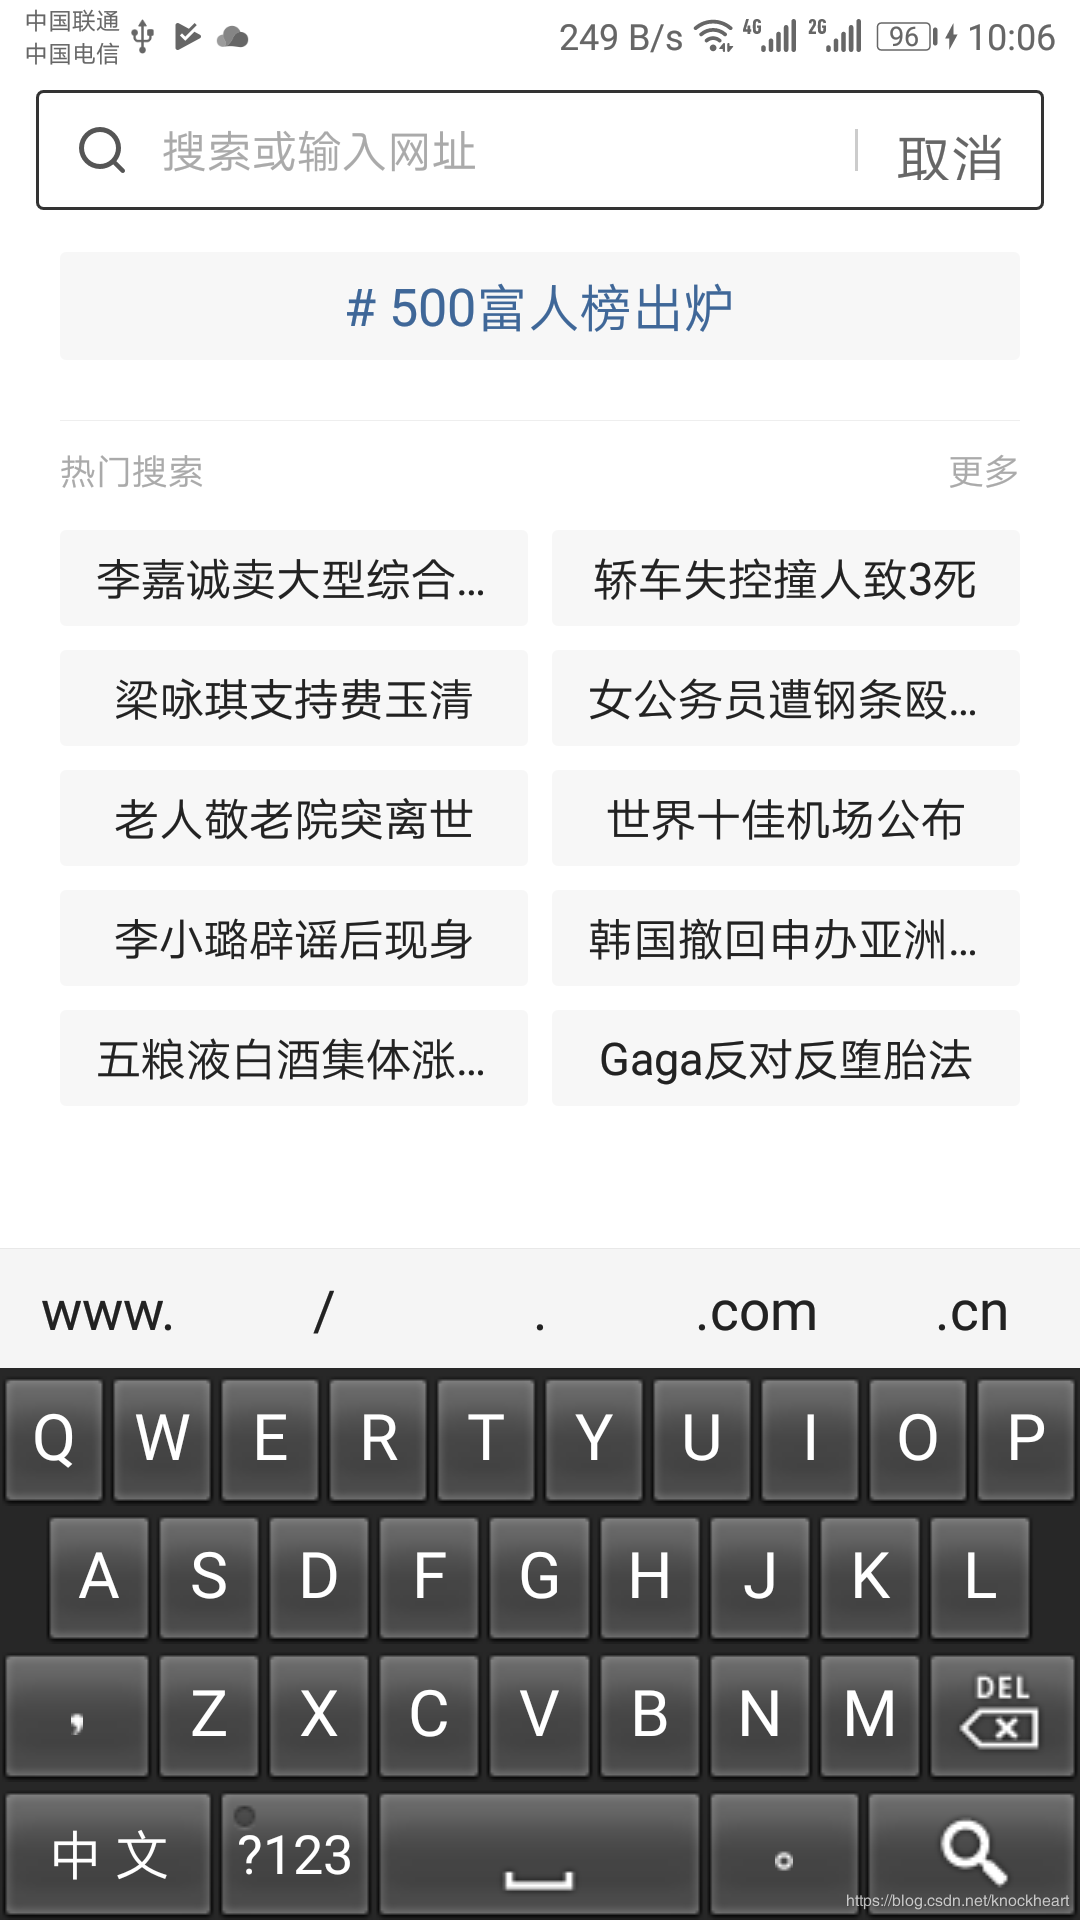 中国联通
中国电信
249 B/s 4G 2G 96 10:06
搜索或输入网址 取消
# 500富人榜出炉
热门搜索 更多
李嘉诚卖大型综合... 轿车失控撞人致3死
梁咏琪支持费玉清 女公务员遭钢条殴...
老人敬老院突离世 世界十佳机场公布
李小璐辟谣后现身 韩国撤回申办亚洲...
五粮液白酒集体涨... Gaga反对反堕胎法
www. / . .com .cn
Q W E R T Y U I O P
A S D F G H J K L
, Z X C V B N M DEL
中文 ?123 。
https://blog.csdn.net/knockheart